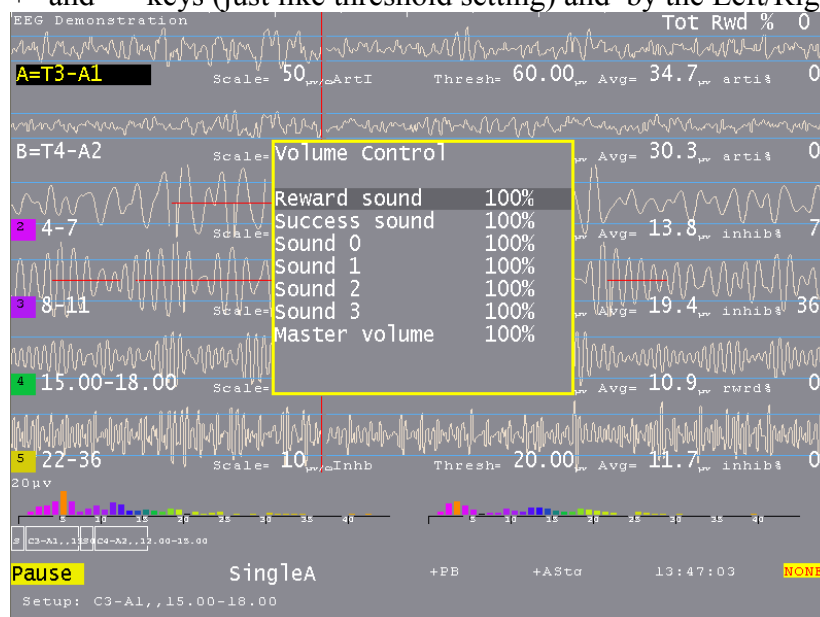 + and keys (just like threshold setting) and by the Left/Rig
EEG Demonstration Tot Rwd % 0
A=T3-A1 Scale= 50 ArtI Thresh= 60.00 Avg= 34.7 arti% 0
B=T4-A2 Scale= Avg= 30.3 arti% 0
Volume Control
Reward sound 100%
Success sound 100%
Sound 0 100%
Sound 1 100%
Sound 2 100%
Sound 3 100%
Master volume 100%
2 4-7 Scale= Avg= 13.8 inhib% 7
3 8-11 Scale= Avg= 19.4 inhib% 36
4 15.00-18.00 Scale= Avg= 10.9 rwrd% 0
5 22-36 Scale= 10 Inhb Thresh= 20.00 Avg= 11.7 inhib% 0
20µv
5 10 15 20 25 30 35 40 5 10 15 20 25 30 35 40
Pause SingleA +PB +AStα 13:47:03 NONE
Setup: C3-A1,,15.00-18.00